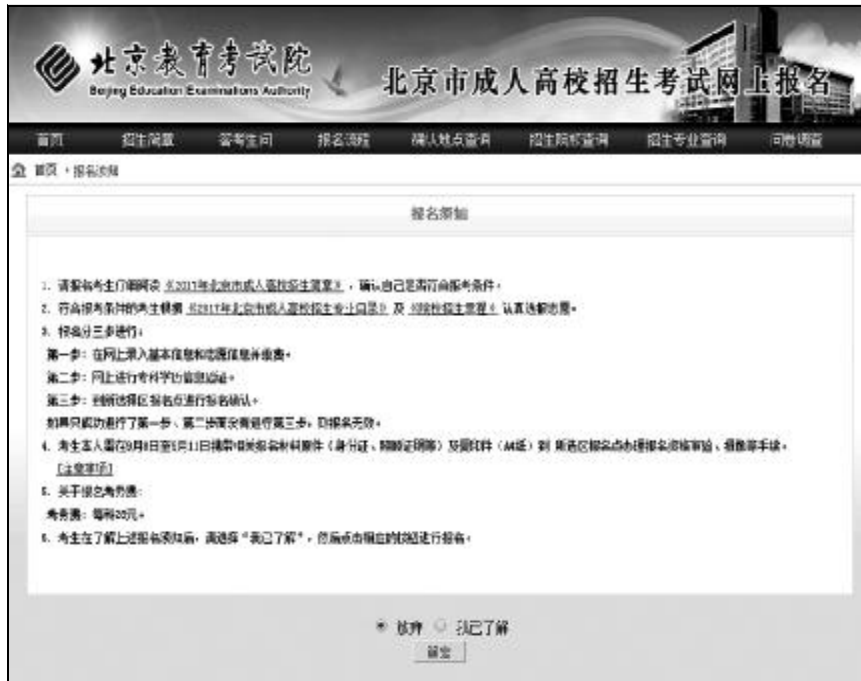 北京教育考试院
Beijing Education Examinations Authority
北京市成人高校招生考试网上报名
首页 招生简章 答考生问 报名流程 确认地点查询 招生院校查询 招生专业查询 问卷调查
首页 · 报名须知
报名须知
1. 请报名考生仔细阅读《2017年北京市成人高校招生简章》，确认自己是否符合报考条件。
2. 符合报考条件的考生根据《2017年北京市成人高校招生专业目录》及《院校招生章程》认真选报志愿。
3. 报名分三步进行：
第一步：在网上录入基本信息和志愿信息并缴费。
第二步：网上进行专科学历信息验证。
第三步：到所选择区报名点进行报名确认。
如果只成功进行了第一步、第二步而没有进行第三步，则报名无效。
4. 考生本人需在9月8日至9月11日携带相关报名材料原件（身份证、照顾证明等）及复印件（A4纸）到 所选区报名点办理报名资格审验、摄像等手续。
[注意事项]
5. 关于报名考务费：
考务费：每科20元。
6. 考生在了解上述报名须知后，请选择“我已了解”，然后点击相应的按钮进行报名。
放弃 我已了解
确定